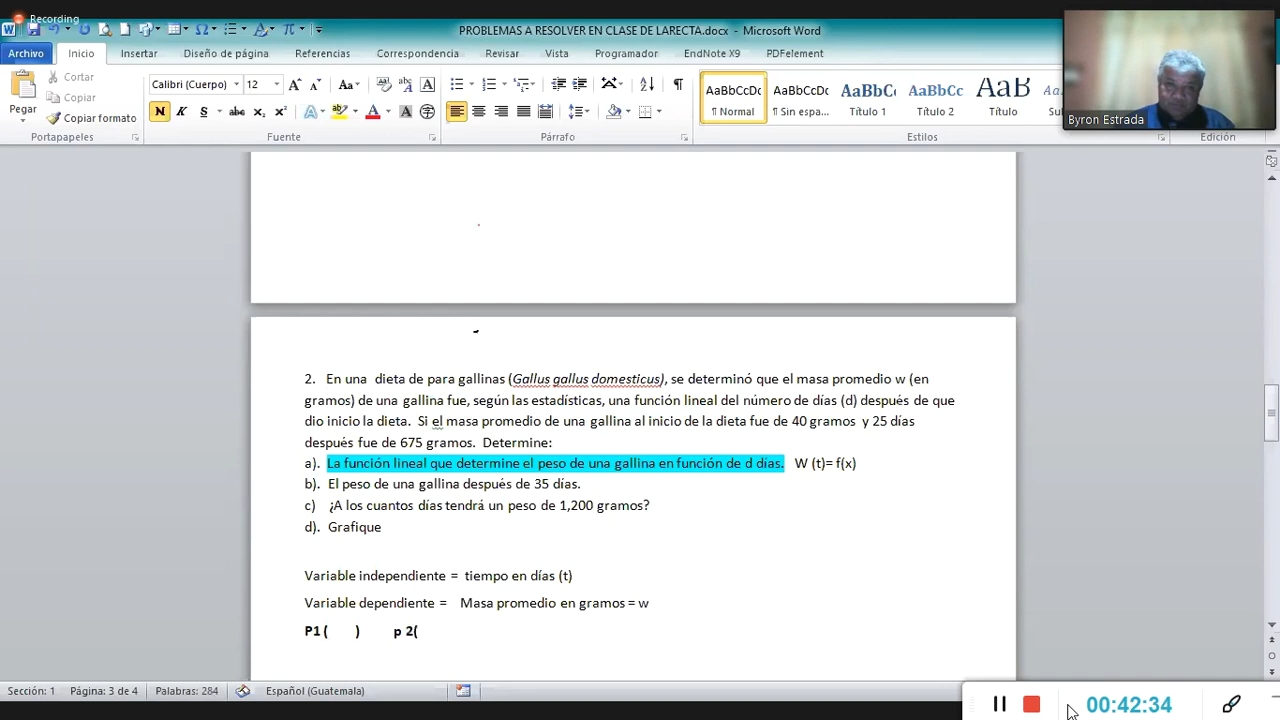 Recording
PROBLEMAS A RESOLVER EN CLASE DE LARECTA.docx - Microsoft Word
Archivo Inicio Insertar Diseño de página Referencias Correspondencia Revisar Vista Programador EndNote X9 PDFelement
Pegar
Cortar
Copiar
Copiar formato
Portapapeles
Calibri (Cuerpo) 12
Fuente
Párrafo
AaBbCcDc AaBbCcDc AaBbCc AaBbCc AaB
¶ Normal ¶ Sin espa... Título 1 Título 2 Título
Estilos
Edición
Byron Estrada
2. En una dieta de para gallinas (Gallus gallus domesticus), se determinó que el masa promedio w (en
gramos) de una gallina fue, según las estadísticas, una función lineal del número de días (d) después de que
dio inicio la dieta. Si el masa promedio de una gallina al inicio de la dieta fue de 40 gramos y 25 días
después fue de 675 gramos. Determine:
a). La función lineal que determine el peso de una gallina en función de d días. W (t)= f(x)
b). El peso de una gallina después de 35 días.
c) ¿A los cuantos días tendrá un peso de 1,200 gramos?
d). Grafique
Variable independiente = tiempo en días (t)
Variable dependiente = Masa promedio en gramos = w
P1 ( ) p 2(
Sección: 1 Página: 3 de 4 Palabras: 284 Español (Guatemala)
00:42:34